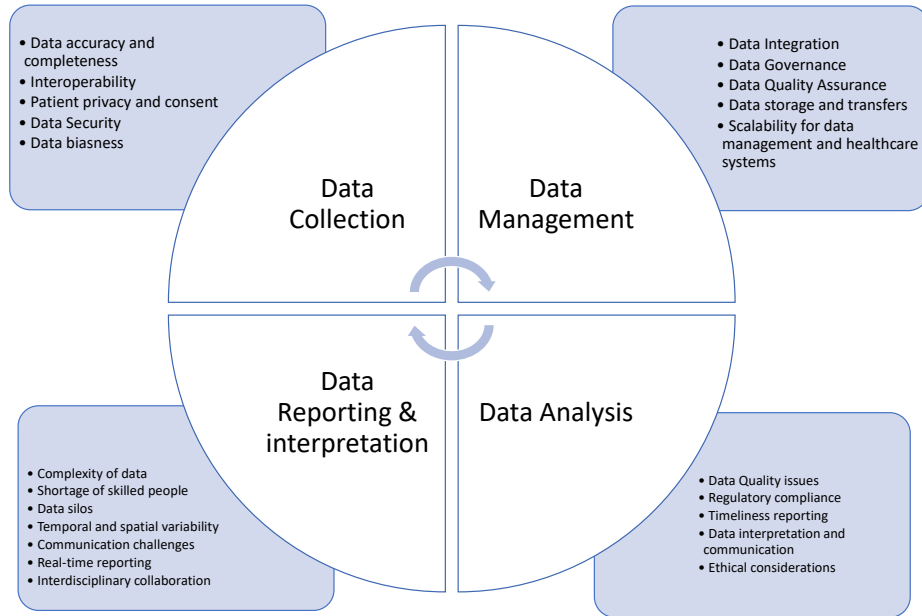 • Data accuracy and
completeness
• Interoperability
• Patient privacy and consent
• Data Security
• Data biasness
• Data Integration
• Data Governance
• Data Quality Assurance
• Data storage and transfers
• Scalability for data
management and healthcare
systems
Data
Collection
Data
Management
Data
Reporting &
interpretation
Data Analysis
• Complexity of data
• Shortage of skilled people
• Data silos
• Temporal and spatial variability
• Communication challenges
• Real-time reporting
• Interdisciplinary collaboration
• Data Quality issues
• Regulatory compliance
• Timeliness reporting
• Data interpretation and
communication
• Ethical considerations